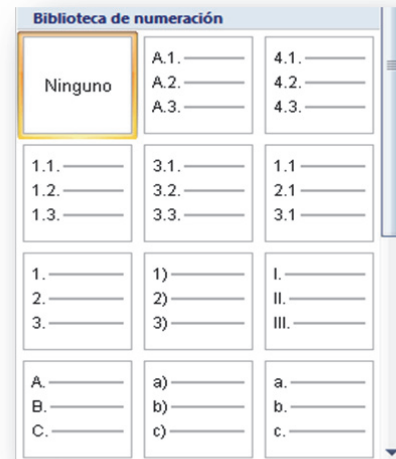 Biblioteca de numeración
Ninguno
A.1.
A.2.
A.3.
4.1.
4.2.
4.3.
1.1.
1.2.
1.3.
3.1.
3.2.
3.3.
1.1
2.1
3.1
1.
2.
3.
1)
2)
3)
I.
II.
III.
A.
B.
C.
a)
b)
c)
a.
b.
c.